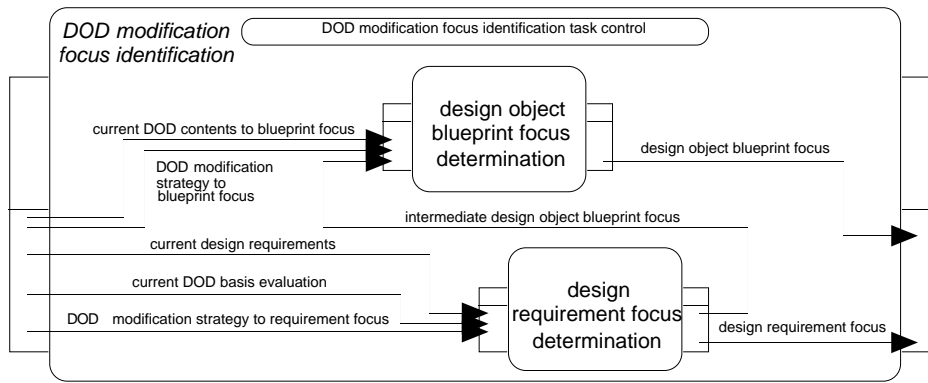 DOD modification
focus identification
DOD modification focus identification task control
design object
blueprint focus
determination
current DOD contents to blueprint focus
DOD modification
strategy to
blueprint focus
design object blueprint focus
intermediate design object blueprint focus
current design requirements
current DOD basis evaluation
DOD modification strategy to requirement focus
design
requirement focus
determination
design requirement focus